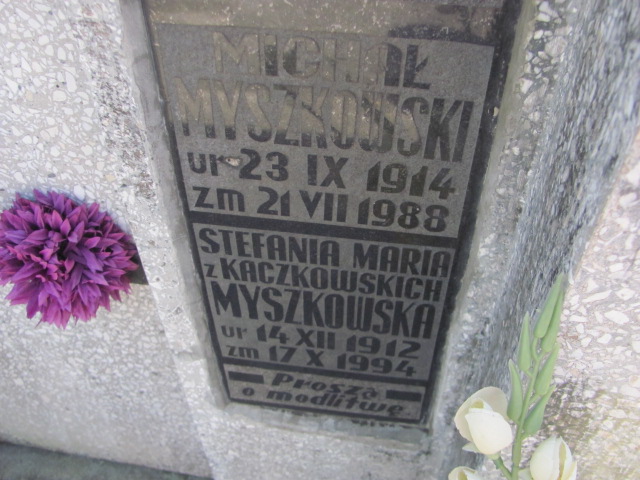 MICHAŁ
MYSZKOWSKI
ur 23 IX 1914
zm 21 VII 1988
STEFANIA MARIA
z KACZKOWSKICH
MYSZKOWSKA
ur 14 XII 1912
zm 17 X 1994
Proszą
o modlitwę